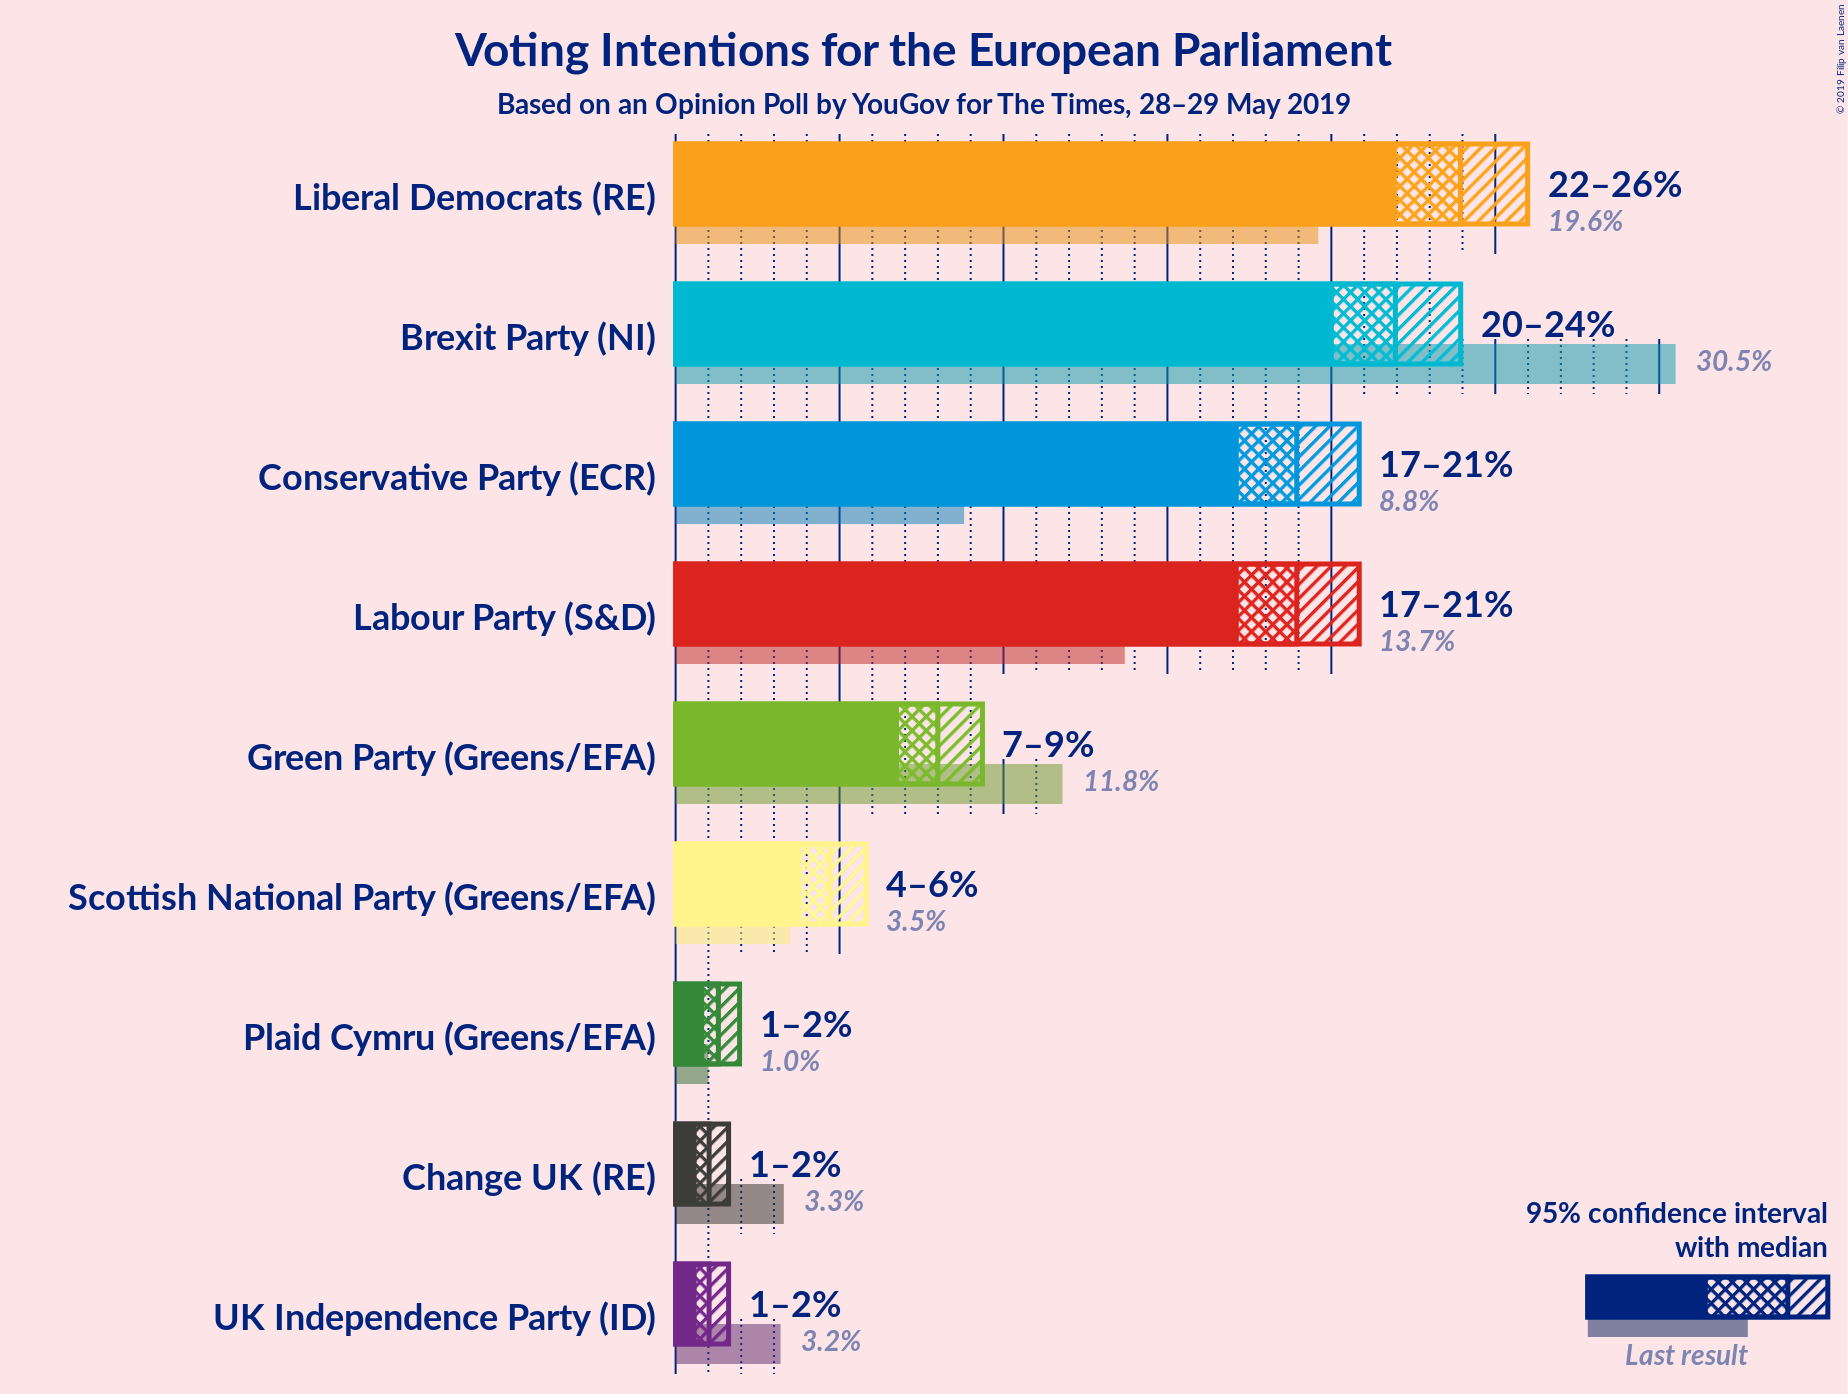 Voting Intentions for the European Parliament
Based on an Opinion Poll by YouGov for The Times, 28–29 May 2019
© 2019 Filip van Laenen
Liberal Democrats (RE)
22–26%
19.6%
Brexit Party (NI)
20–24%
30.5%
Conservative Party (ECR)
17–21%
8.8%
Labour Party (S&D)
17–21%
13.7%
Green Party (Greens/EFA)
7–9%
11.8%
Scottish National Party (Greens/EFA)
4–6%
3.5%
Plaid Cymru (Greens/EFA)
1–2%
1.0%
Change UK (RE)
1–2%
3.3%
UK Independence Party (ID)
1–2%
3.2%
95% confidence interval
with median
Last result